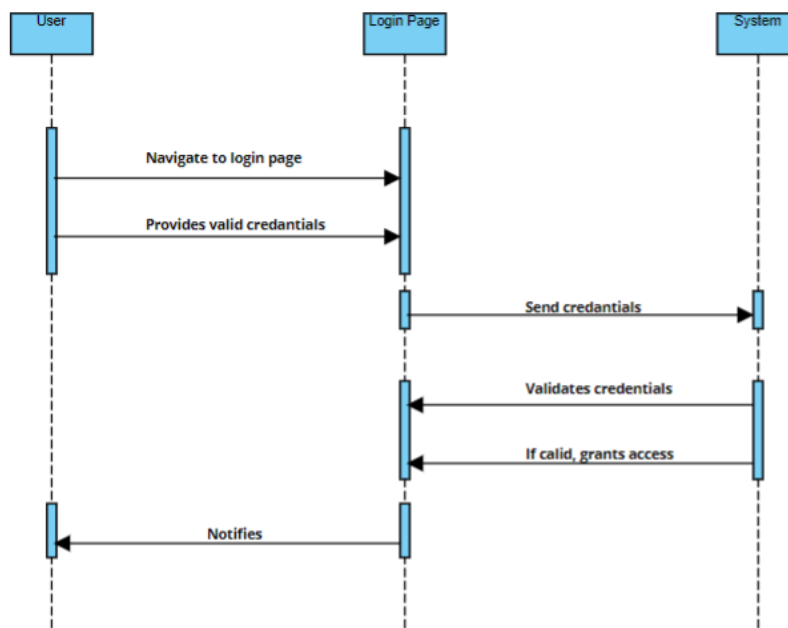 User
Login Page
System
Navigate to login page
Provides valid credantials
Send credantials
Validates credentials
If calid, grants access
Notifies